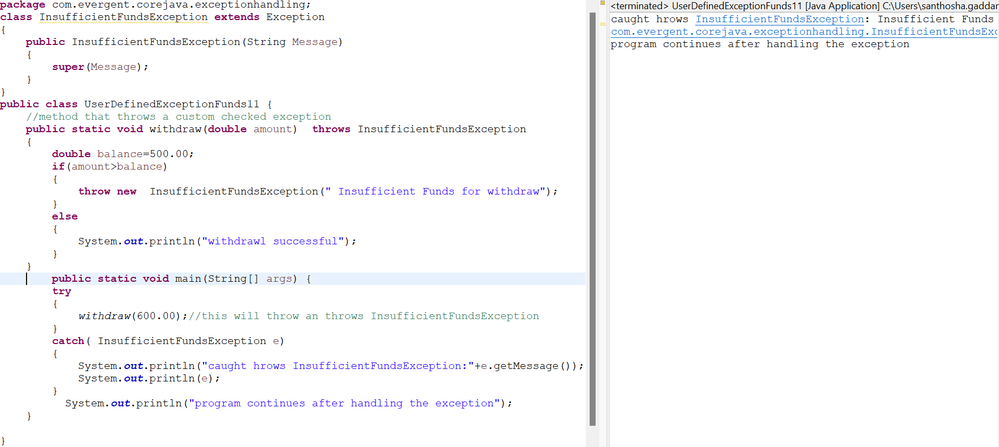 package com.evergent.corejava.exceptionhandling;
class InsufficientFundsException extends Exception
{
    public InsufficientFundsException(String Message)
    {
        super(Message);
    }
}
public class UserDefinedExceptionFunds11 {
    //method that throws a custom checked exception
    public static void withdraw(double amount)  throws InsufficientFundsException
    {
        double balance=500.00;
        if(amount>balance)
        {
            throw new  InsufficientFundsException(" Insufficient Funds for withdraw");
        }
        else
        {
            System.out.println("withdrawl successful");
        }
    }
        public static void main(String[] args) {
        try
        {
            withdraw(600.00);//this will throw an throws InsufficientFundsException
        }
        catch( InsufficientFundsException e)
        {
            System.out.println("caught hrows InsufficientFundsException:"+e.getMessage());
            System.out.println(e);
        }
          System.out.println("program continues after handling the exception");
    }
}
<terminated> UserDefinedExceptionFunds11 [Java Application] C:\Users\santhosha.gaddam
caught hrows InsufficientFundsException: Insufficient Funds
com.evergent.corejava.exceptionhandling.InsufficientFundsExc
program continues after handling the exception